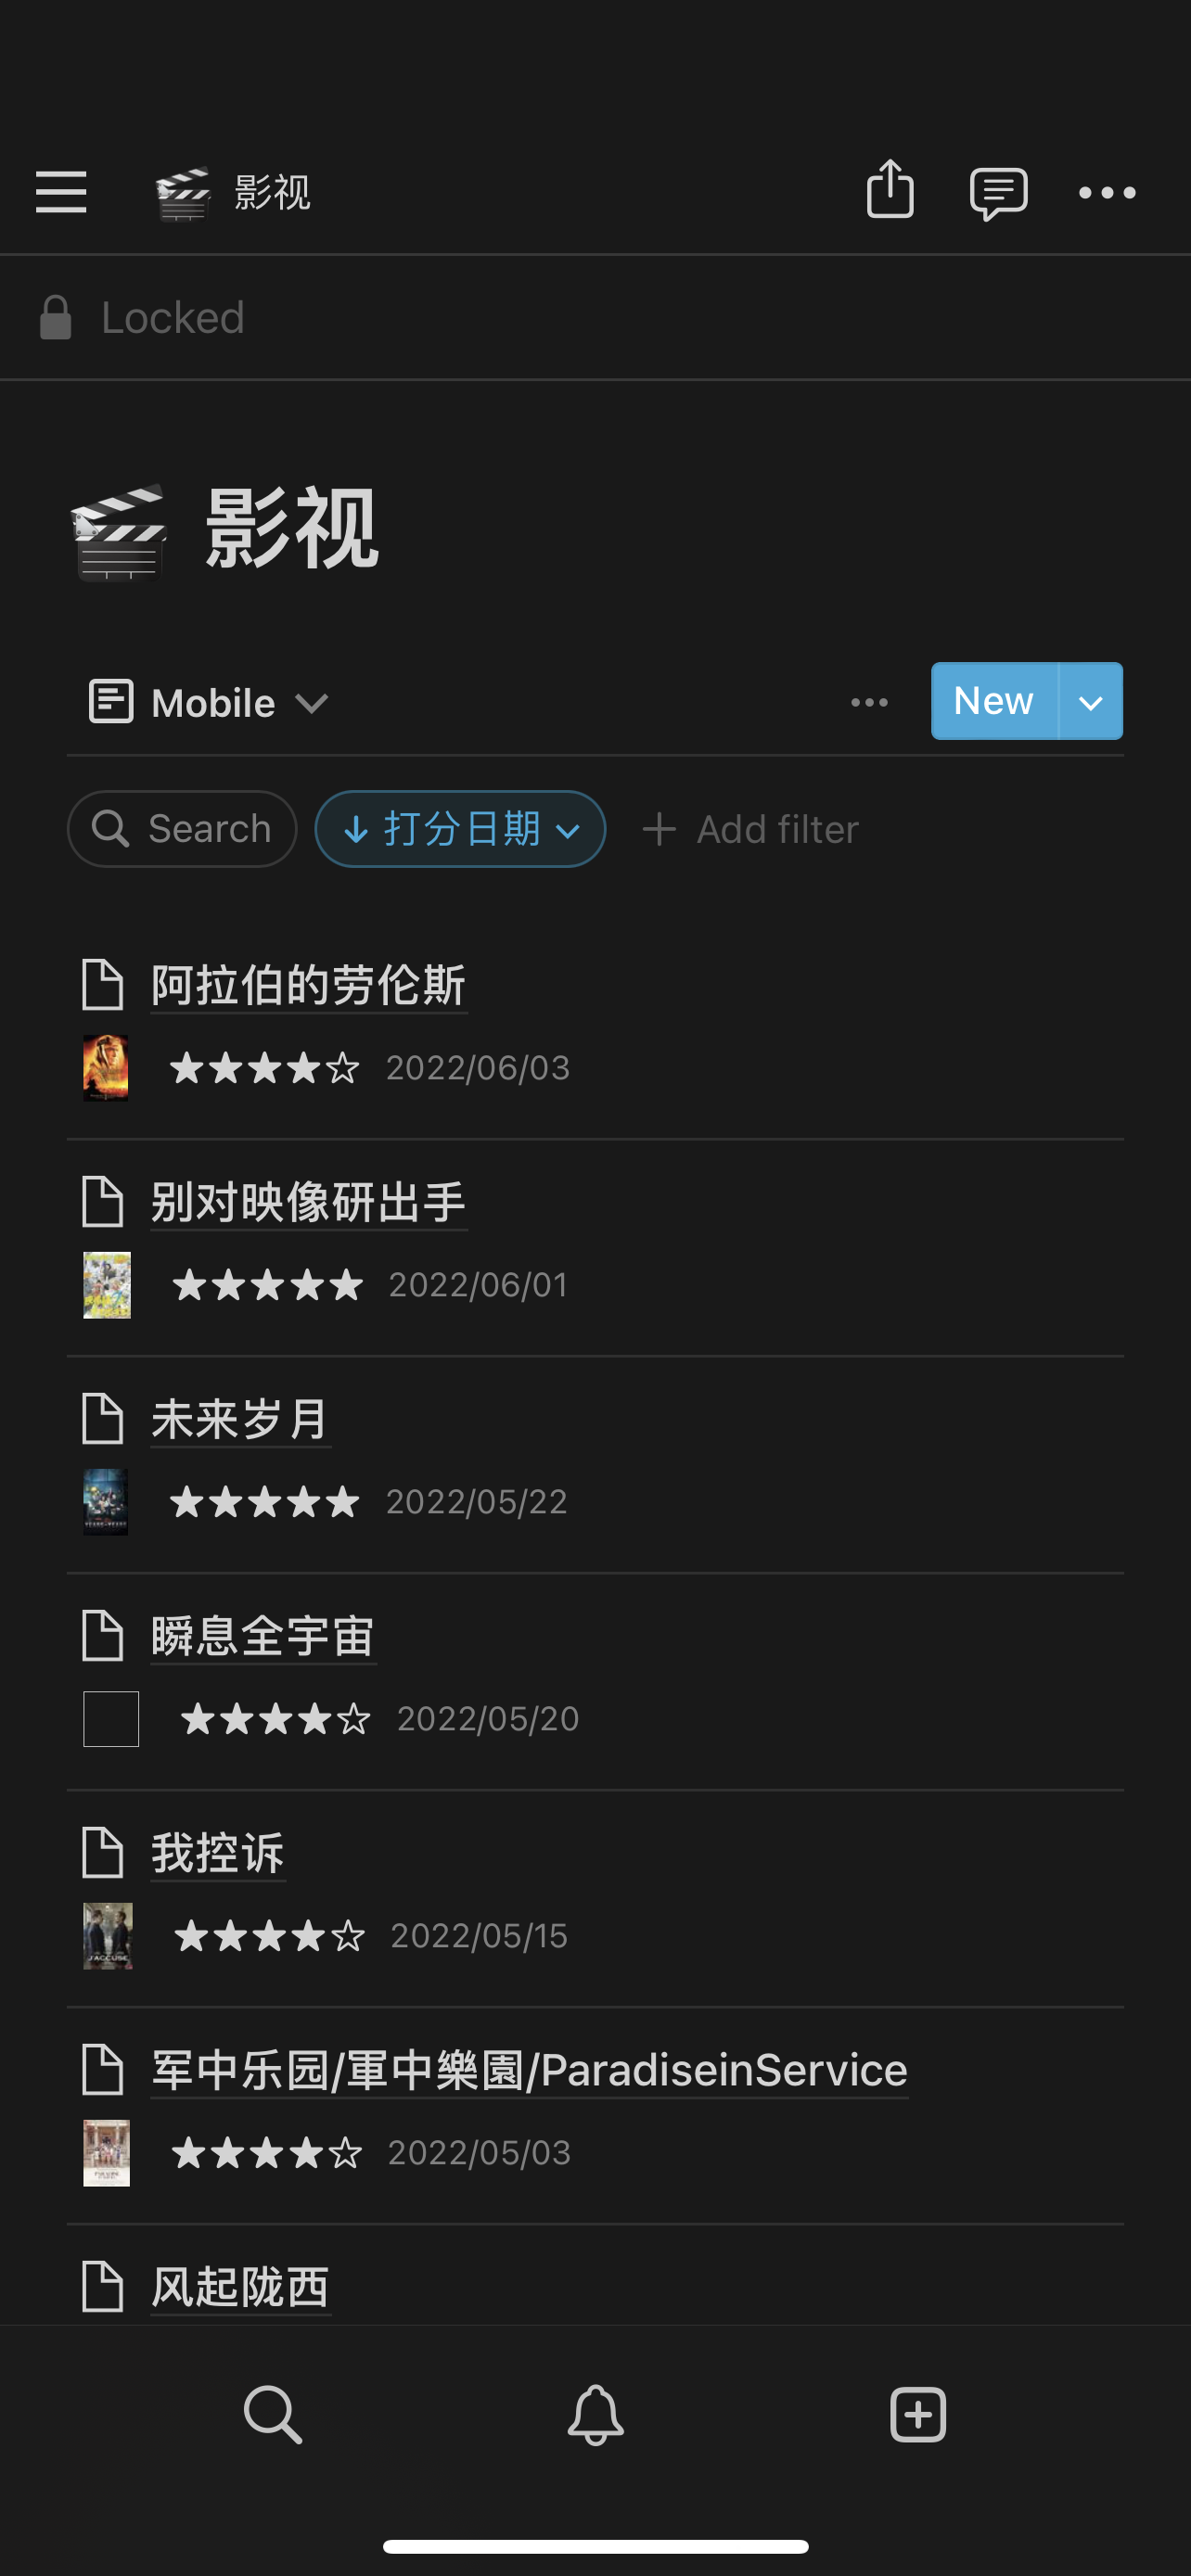 影视
Locked
影视
Mobile
New
Search
打分日期
Add filter
阿拉伯的劳伦斯
★★★★☆ 2022/06/03
别对映像研出手
★★★★★ 2022/06/01
未来岁月
★★★★★ 2022/05/22
瞬息全宇宙
★★★★☆ 2022/05/20
我控诉
J'ACCUSE ★★★★☆ 2022/05/15
军中乐园/軍中樂園/ParadiseinService
★★★★☆ 2022/05/03
风起陇西